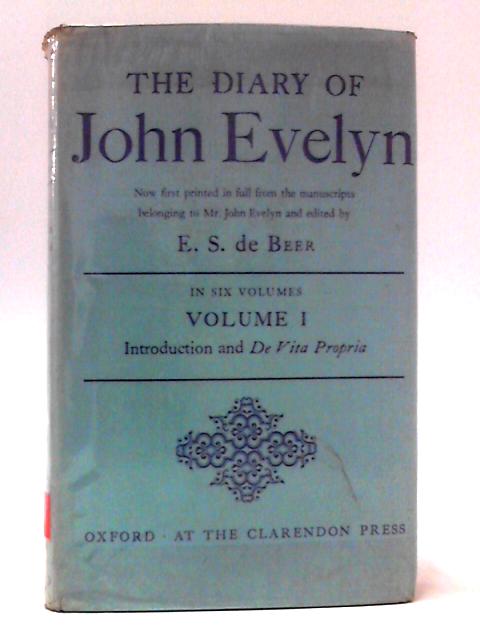 THE DIARY OF
John Evelyn
Now first printed in full from the manuscripts
belonging to Mr. John Evelyn and edited by
E. S. de BEER
IN SIX VOLUMES
VOLUME I
Introduction and De Vita Propria
OXFORD · AT THE CLARENDON PRESS